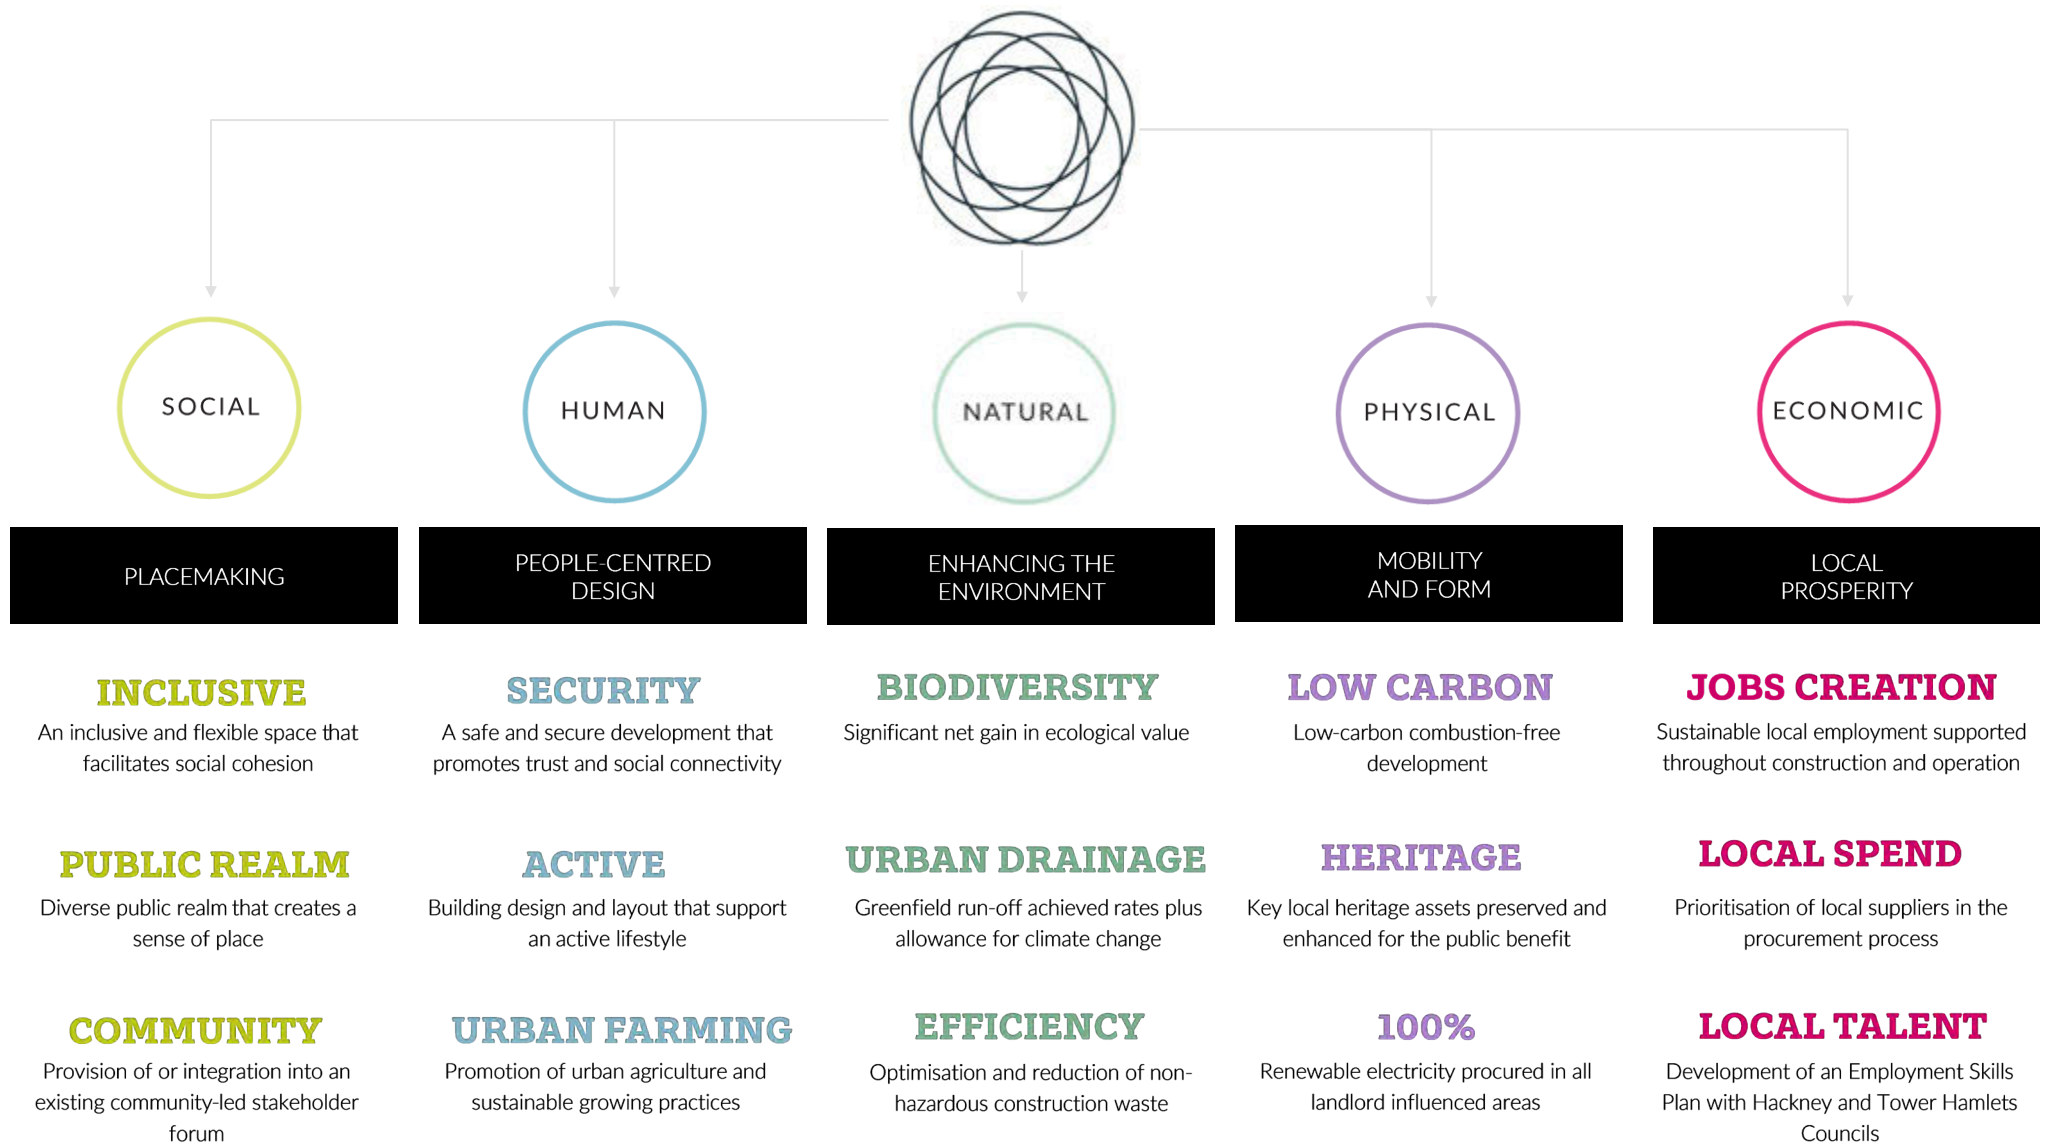 SOCIAL
HUMAN
NATURAL
PHYSICAL
ECONOMIC
PLACEMAKING
PEOPLE-CENTRED
DESIGN
ENHANCING THE
ENVIRONMENT
MOBILITY
AND FORM
LOCAL
PROSPERITY
INCLUSIVE
An inclusive and flexible space that
facilitates social cohesion
SECURITY
A safe and secure development that
promotes trust and social connectivity
BIODIVERSITY
Significant net gain in ecological value
LOW CARBON
Low-carbon combustion-free
development
JOBS CREATION
Sustainable local employment supported
throughout construction and operation
PUBLIC REALM
Diverse public realm that creates a
sense of place
ACTIVE
Building design and layout that support
an active lifestyle
URBAN DRAINAGE
Greenfield run-off achieved rates plus
allowance for climate change
HERITAGE
Key local heritage assets preserved and
enhanced for the public benefit
LOCAL SPEND
Prioritisation of local suppliers in the
procurement process
COMMUNITY
Provision of or integration into an
existing community-led stakeholder
forum
URBAN FARMING
Promotion of urban agriculture and
sustainable growing practices
EFFICIENCY
Optimisation and reduction of non-
hazardous construction waste
100%
Renewable electricity procured in all
landlord influenced areas
LOCAL TALENT
Development of an Employment Skills
Plan with Hackney and Tower Hamlets
Councils